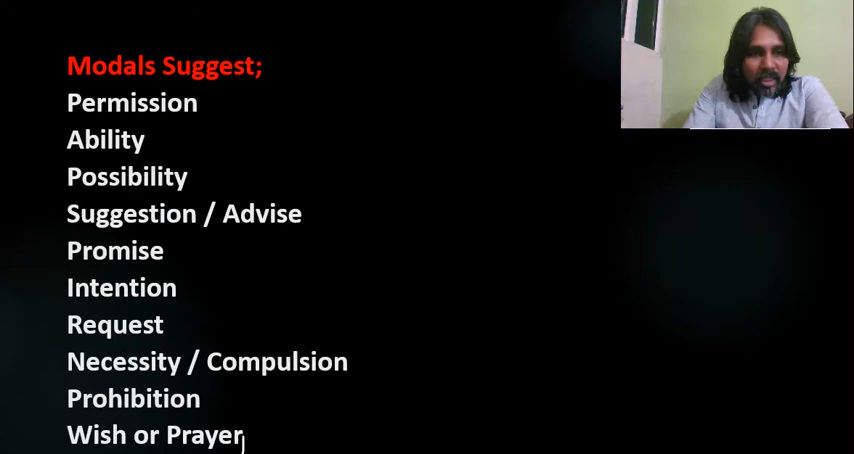 Modals Suggest;
Permission
Ability
Possibility
Suggestion / Advise
Promise
Intention
Request
Necessity / Compulsion
Prohibition
Wish or Prayer